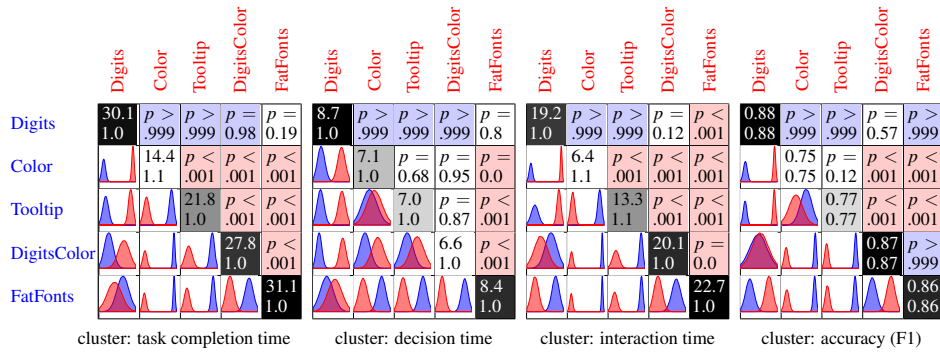 Digits Color Tooltip DigitsColor FatFonts Digits Color Tooltip DigitsColor FatFonts Digits Color Tooltip DigitsColor FatFonts Digits Color Tooltip DigitsColor FatFonts
Digits 30.1 p > p > p = p = 8.7 p > p > p > p = 19.2 p > p > p = p < 0.88 p > p > p = p >
1.0 .999 .999 0.98 0.19 1.0 .999 .999 .999 0.8 1.0 .999 .999 0.12 .001 0.88 .999 .999 0.57 .999
Color 14.4 p < p < p < 7.1 p = p = p = 6.4 p < p < p < 0.75 p = p < p <
1.1 .001 .001 .001 1.0 0.68 0.95 0.0 1.1 .001 .001 .001 0.75 0.12 .001 .001
Tooltip 21.8 p < p < 7.0 p = p < 13.3 p < p < 0.77 p < p <
1.0 .001 .001 1.0 0.87 .001 1.1 .001 .001 0.77 .001 .001
DigitsColor 27.8 p < 6.6 p < 20.1 p = 0.87 p >
1.0 .001 1.0 .001 1.0 0.0 0.87 .999
FatFonts 31.1 8.4 22.7 0.86
1.0 1.0 1.0 0.86
cluster: task completion time cluster: decision time cluster: interaction time cluster: accuracy (F1)